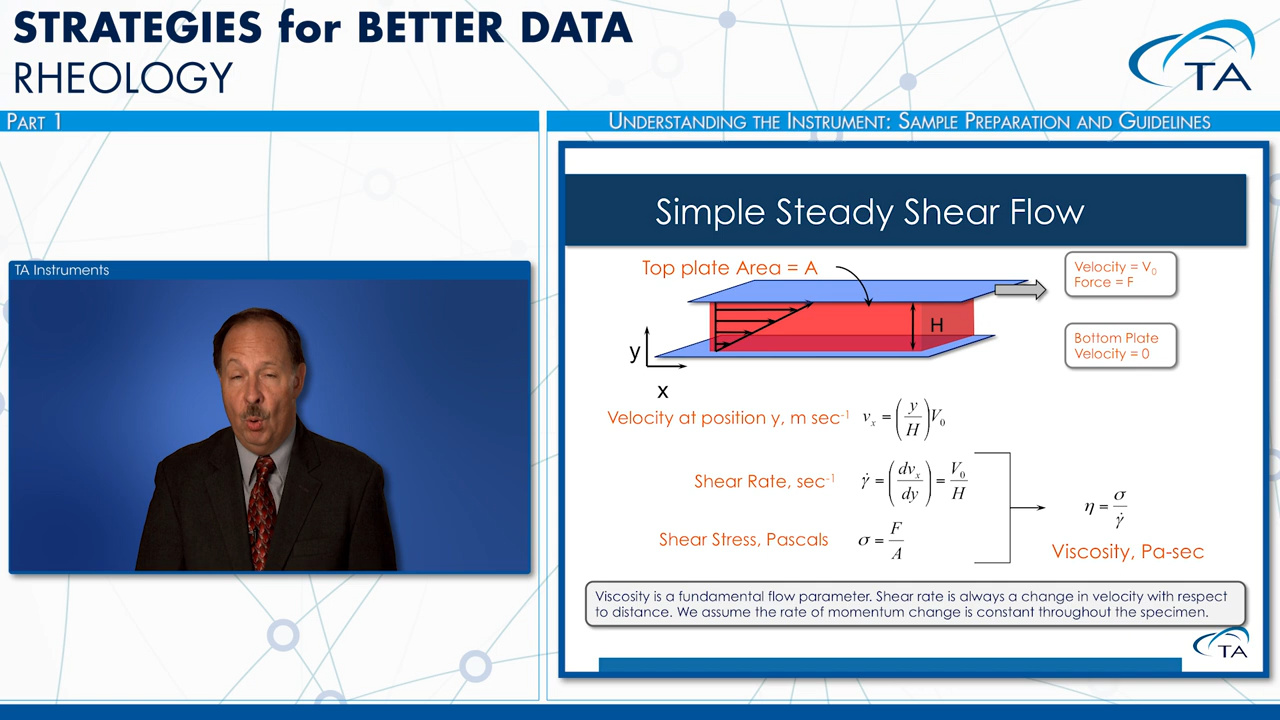 STRATEGIES for BETTER DATA
RHEOLOGY
TA
PART 1
UNDERSTANDING THE INSTRUMENT: SAMPLE PREPARATION AND GUIDELINES
TA Instruments
Simple Steady Shear Flow
Top plate Area = A
Velocity = V₀
Force = F
H
Bottom Plate
Velocity = 0
y
x
Velocity at position y, m sec⁻¹ vₓ = (y/H)V₀
Shear Rate, sec⁻¹ γ̇ = (dvₓ/dy) = V₀/H
Shear Stress, Pascals σ = F/A
η = σ/γ̇
Viscosity, Pa-sec
Viscosity is a fundamental flow parameter. Shear rate is always a change in velocity with respect
to distance. We assume the rate of momentum change is constant throughout the specimen.
TA